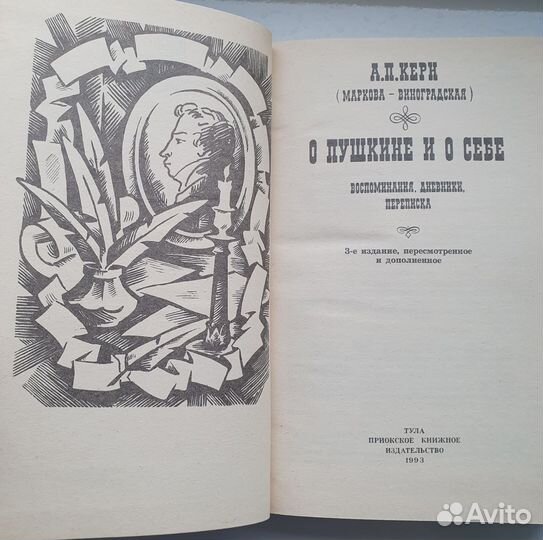 А.П.КЕРН
(МАРКОВА – ВИНОГРАДСКАЯ)
О ПУШКИНЕ И О СЕБЕ
ВОСПОМИНАНИЯ, ДНЕВНИКИ,
ПЕРЕПИСКА
3-е издание, пересмотренное
и дополненное
ТУЛА
ПРИОКСКОЕ КНИЖНОЕ
ИЗДАТЕЛЬСТВО
1993
Avito